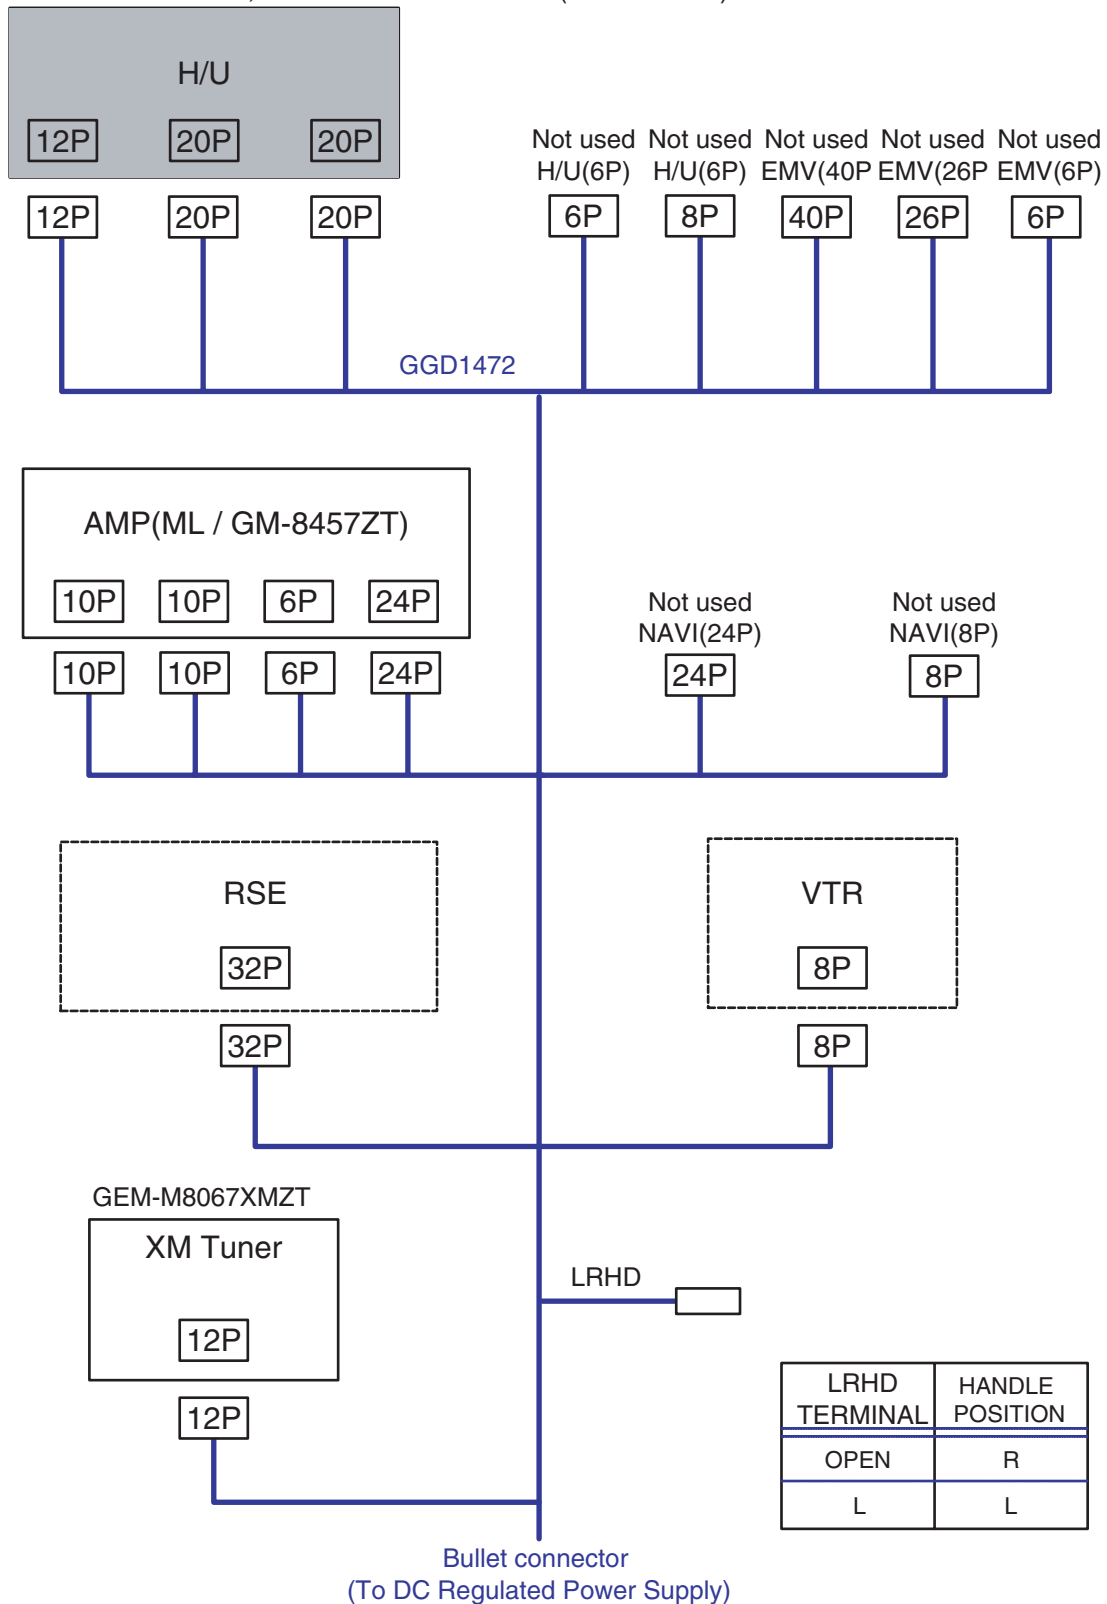 H/U
12P 20P 20P
Not used Not used Not used Not used Not used
H/U(6P) H/U(6P) EMV(40P EMV(26P EMV(6P)
12P 20P 20P 6P 8P 40P 26P 6P
GGD1472
AMP(ML / GM-8457ZT)
10P 10P 6P 24P
Not used Not used
NAVI(24P) NAVI(8P)
10P 10P 6P 24P 24P 8P
RSE VTR
32P 8P
32P 8P
GEM-M8067XMZT
XM Tuner
LRHD
12P
12P
LRHD HANDLE
TERMINAL POSITION
OPEN R
L L
Bullet connector
(To DC Regulated Power Supply)